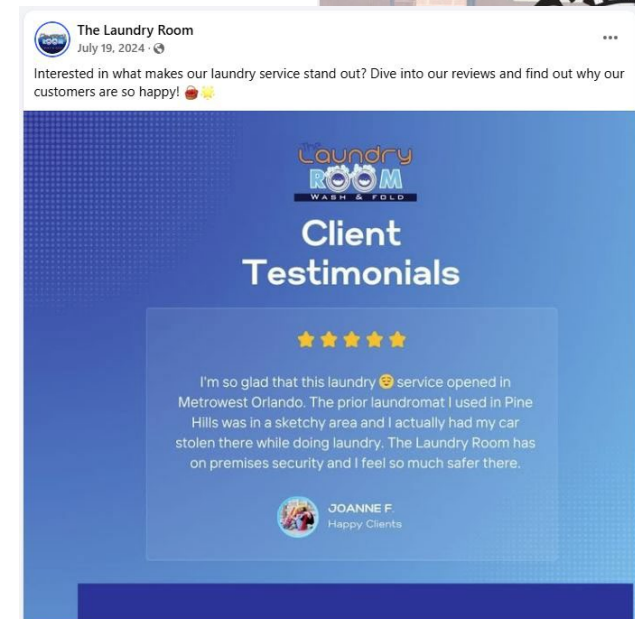 The Laundry Room
July 19, 2024 ·
Interested in what makes our laundry service stand out? Dive into our reviews and find out why our
customers are so happy! 🧺🌟
The
Laundry
ROOM
WASH & FOLD
Client
Testimonials
I'm so glad that this laundry 😌 service opened in
Metrowest Orlando. The prior laundromat I used in Pine
Hills was in a sketchy area and I actually had my car
stolen there while doing laundry. The Laundry Room has
on premises security and I feel so much safer there.
JOANNE F.
Happy Clients